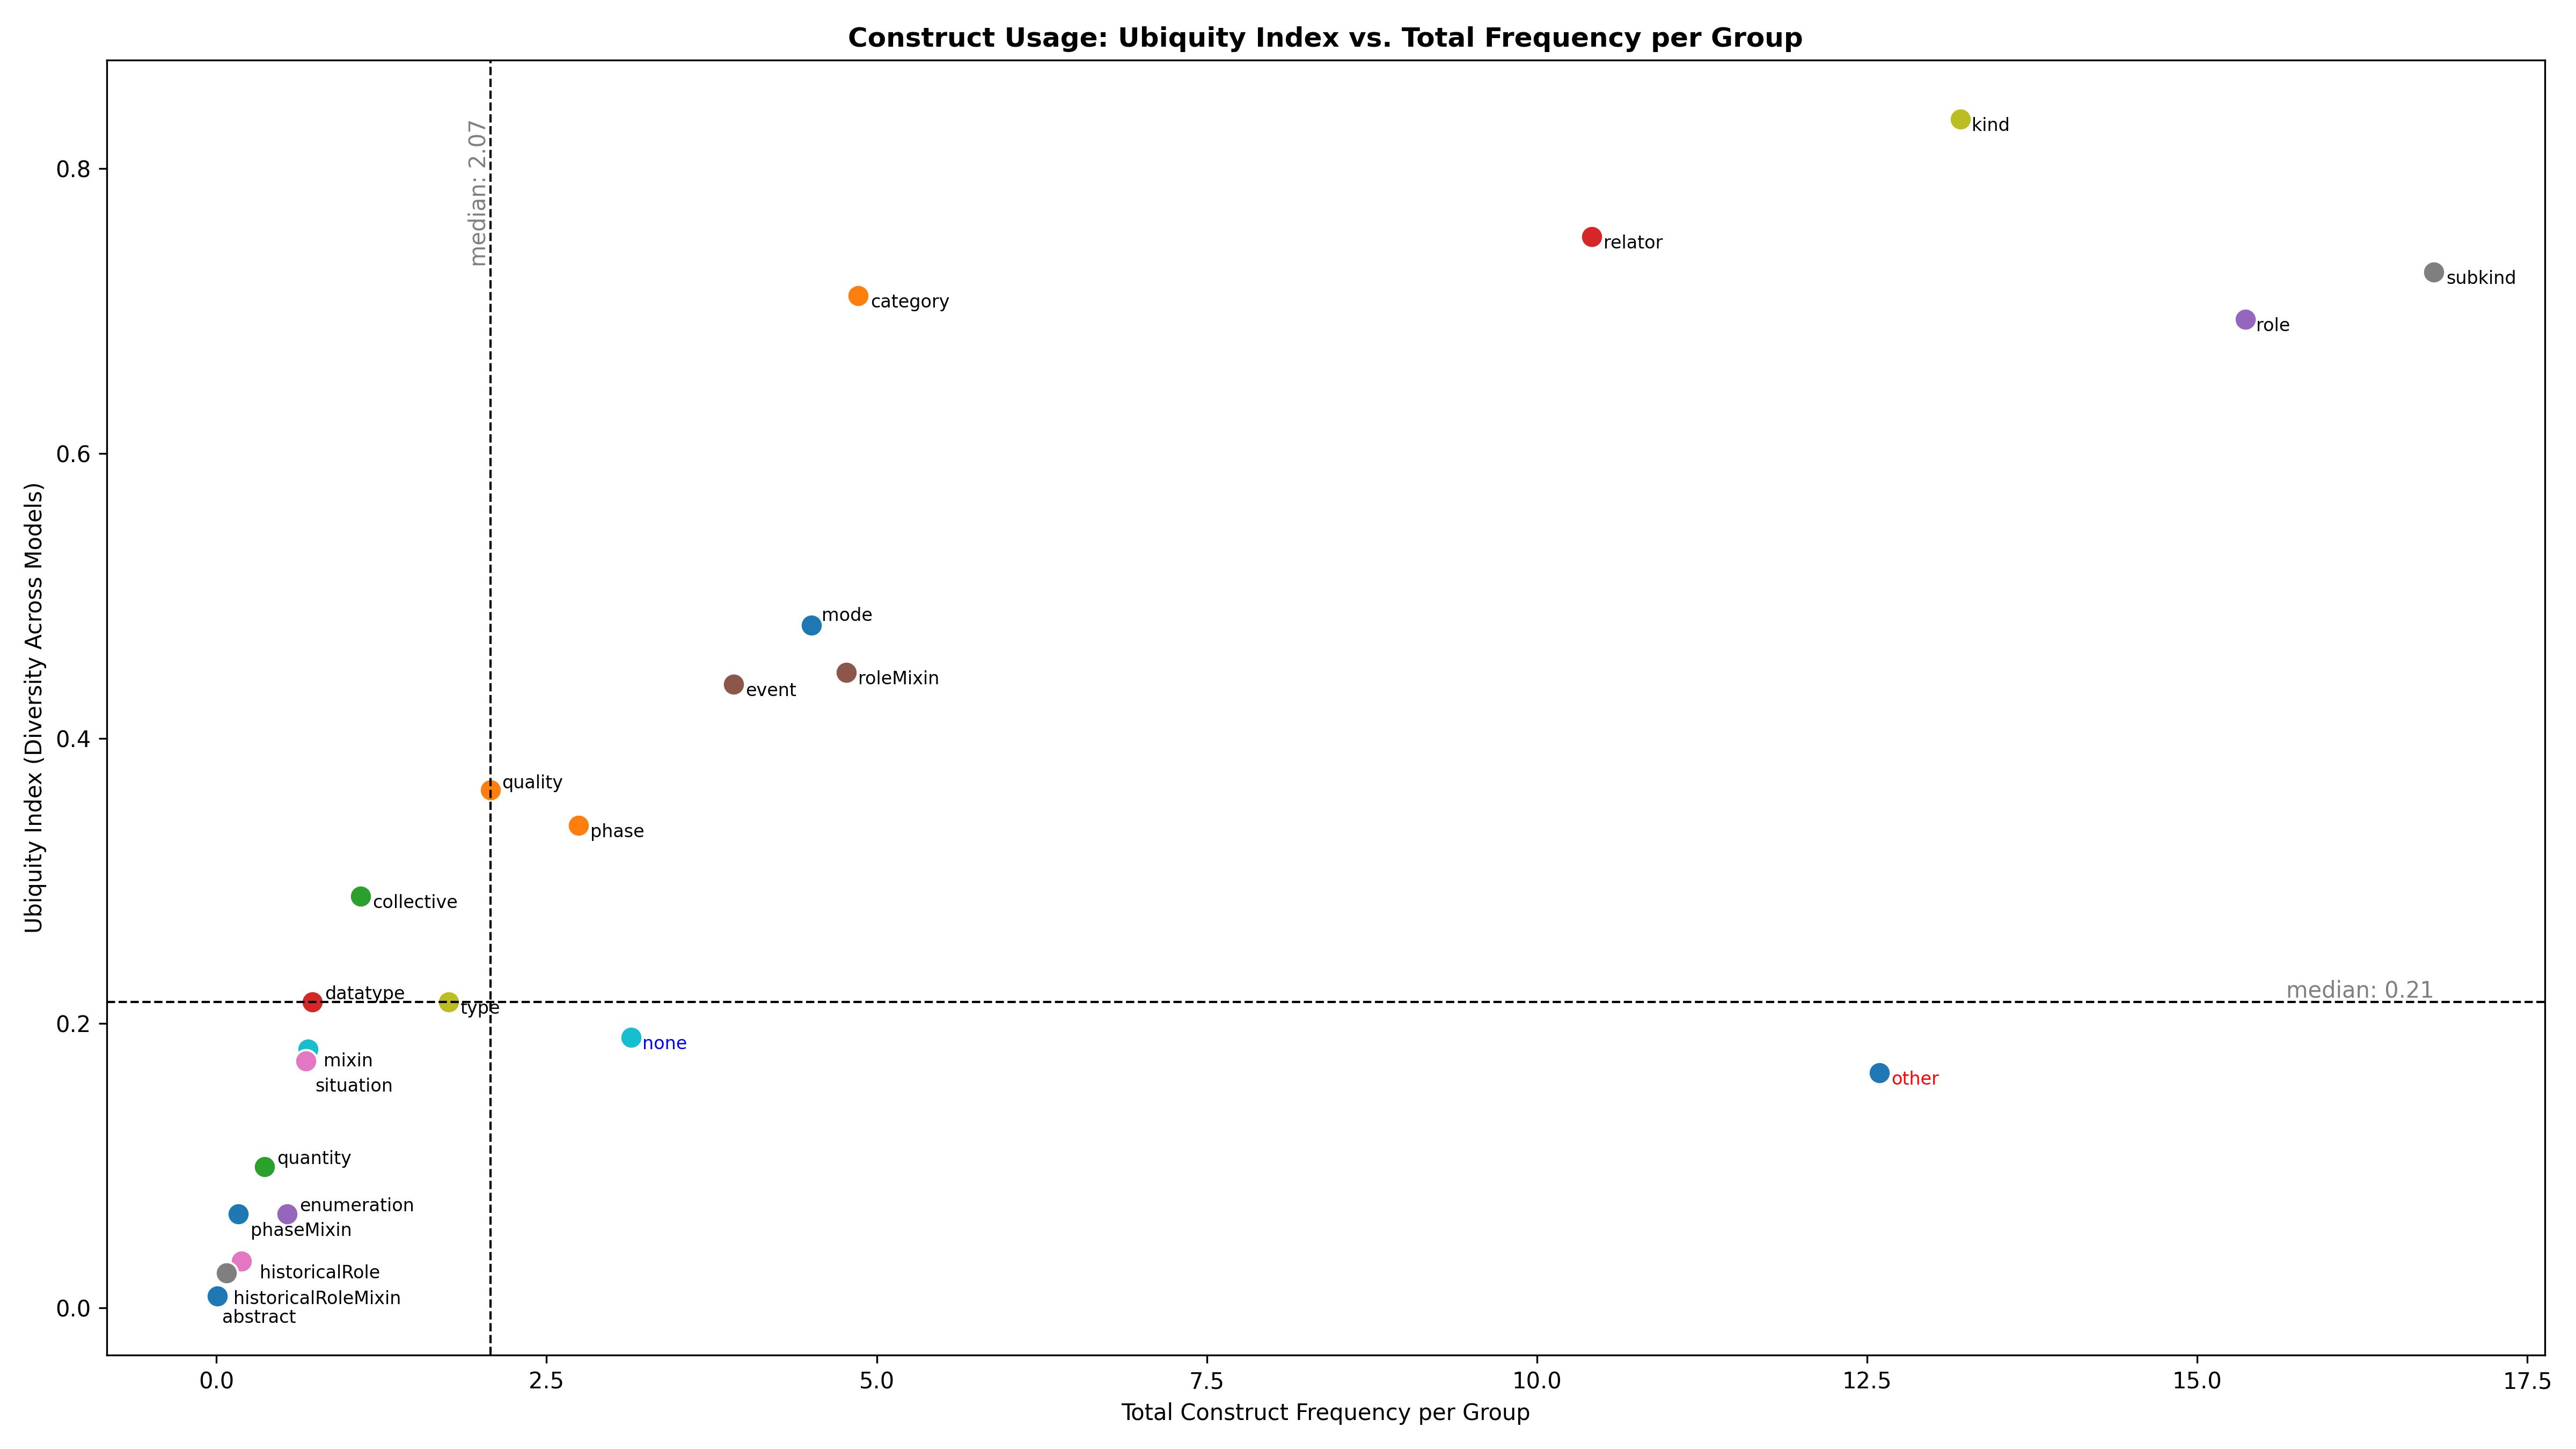 Construct Usage: Ubiquity Index vs. Total Frequency per Group
Ubiquity Index (Diversity Across Models)
0.8
0.6
0.4
0.2
0.0
median: 2.07
kind
relator
subkind
category
role
mode
roleMixin
event
quality
phase
collective
median: 0.21
datatype
type
none
mixin
other
situation
quantity
enumeration
phaseMixin
historicalRole
historicalRoleMixin
abstract
0.0
2.5
5.0
7.5
10.0
12.5
15.0
17.5
Total Construct Frequency per Group